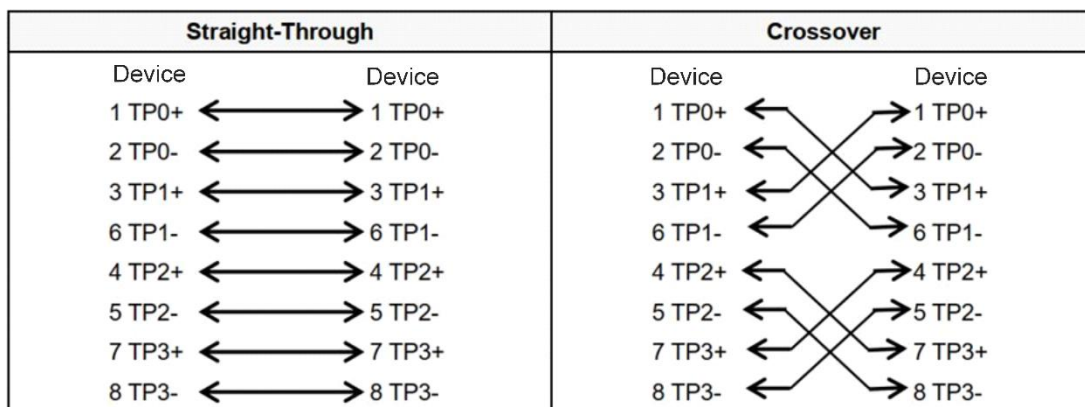 Straight-Through Crossover
Device Device Device Device
1 TP0+ 1 TP0+ 1 TP0+ 1 TP0+
2 TP0- 2 TP0- 2 TP0- 2 TP0-
3 TP1+ 3 TP1+ 3 TP1+ 3 TP1+
6 TP1- 6 TP1- 6 TP1- 6 TP1-
4 TP2+ 4 TP2+ 4 TP2+ 4 TP2+
5 TP2- 5 TP2- 5 TP2- 5 TP2-
7 TP3+ 7 TP3+ 7 TP3+ 7 TP3+
8 TP3- 8 TP3- 8 TP3- 8 TP3-